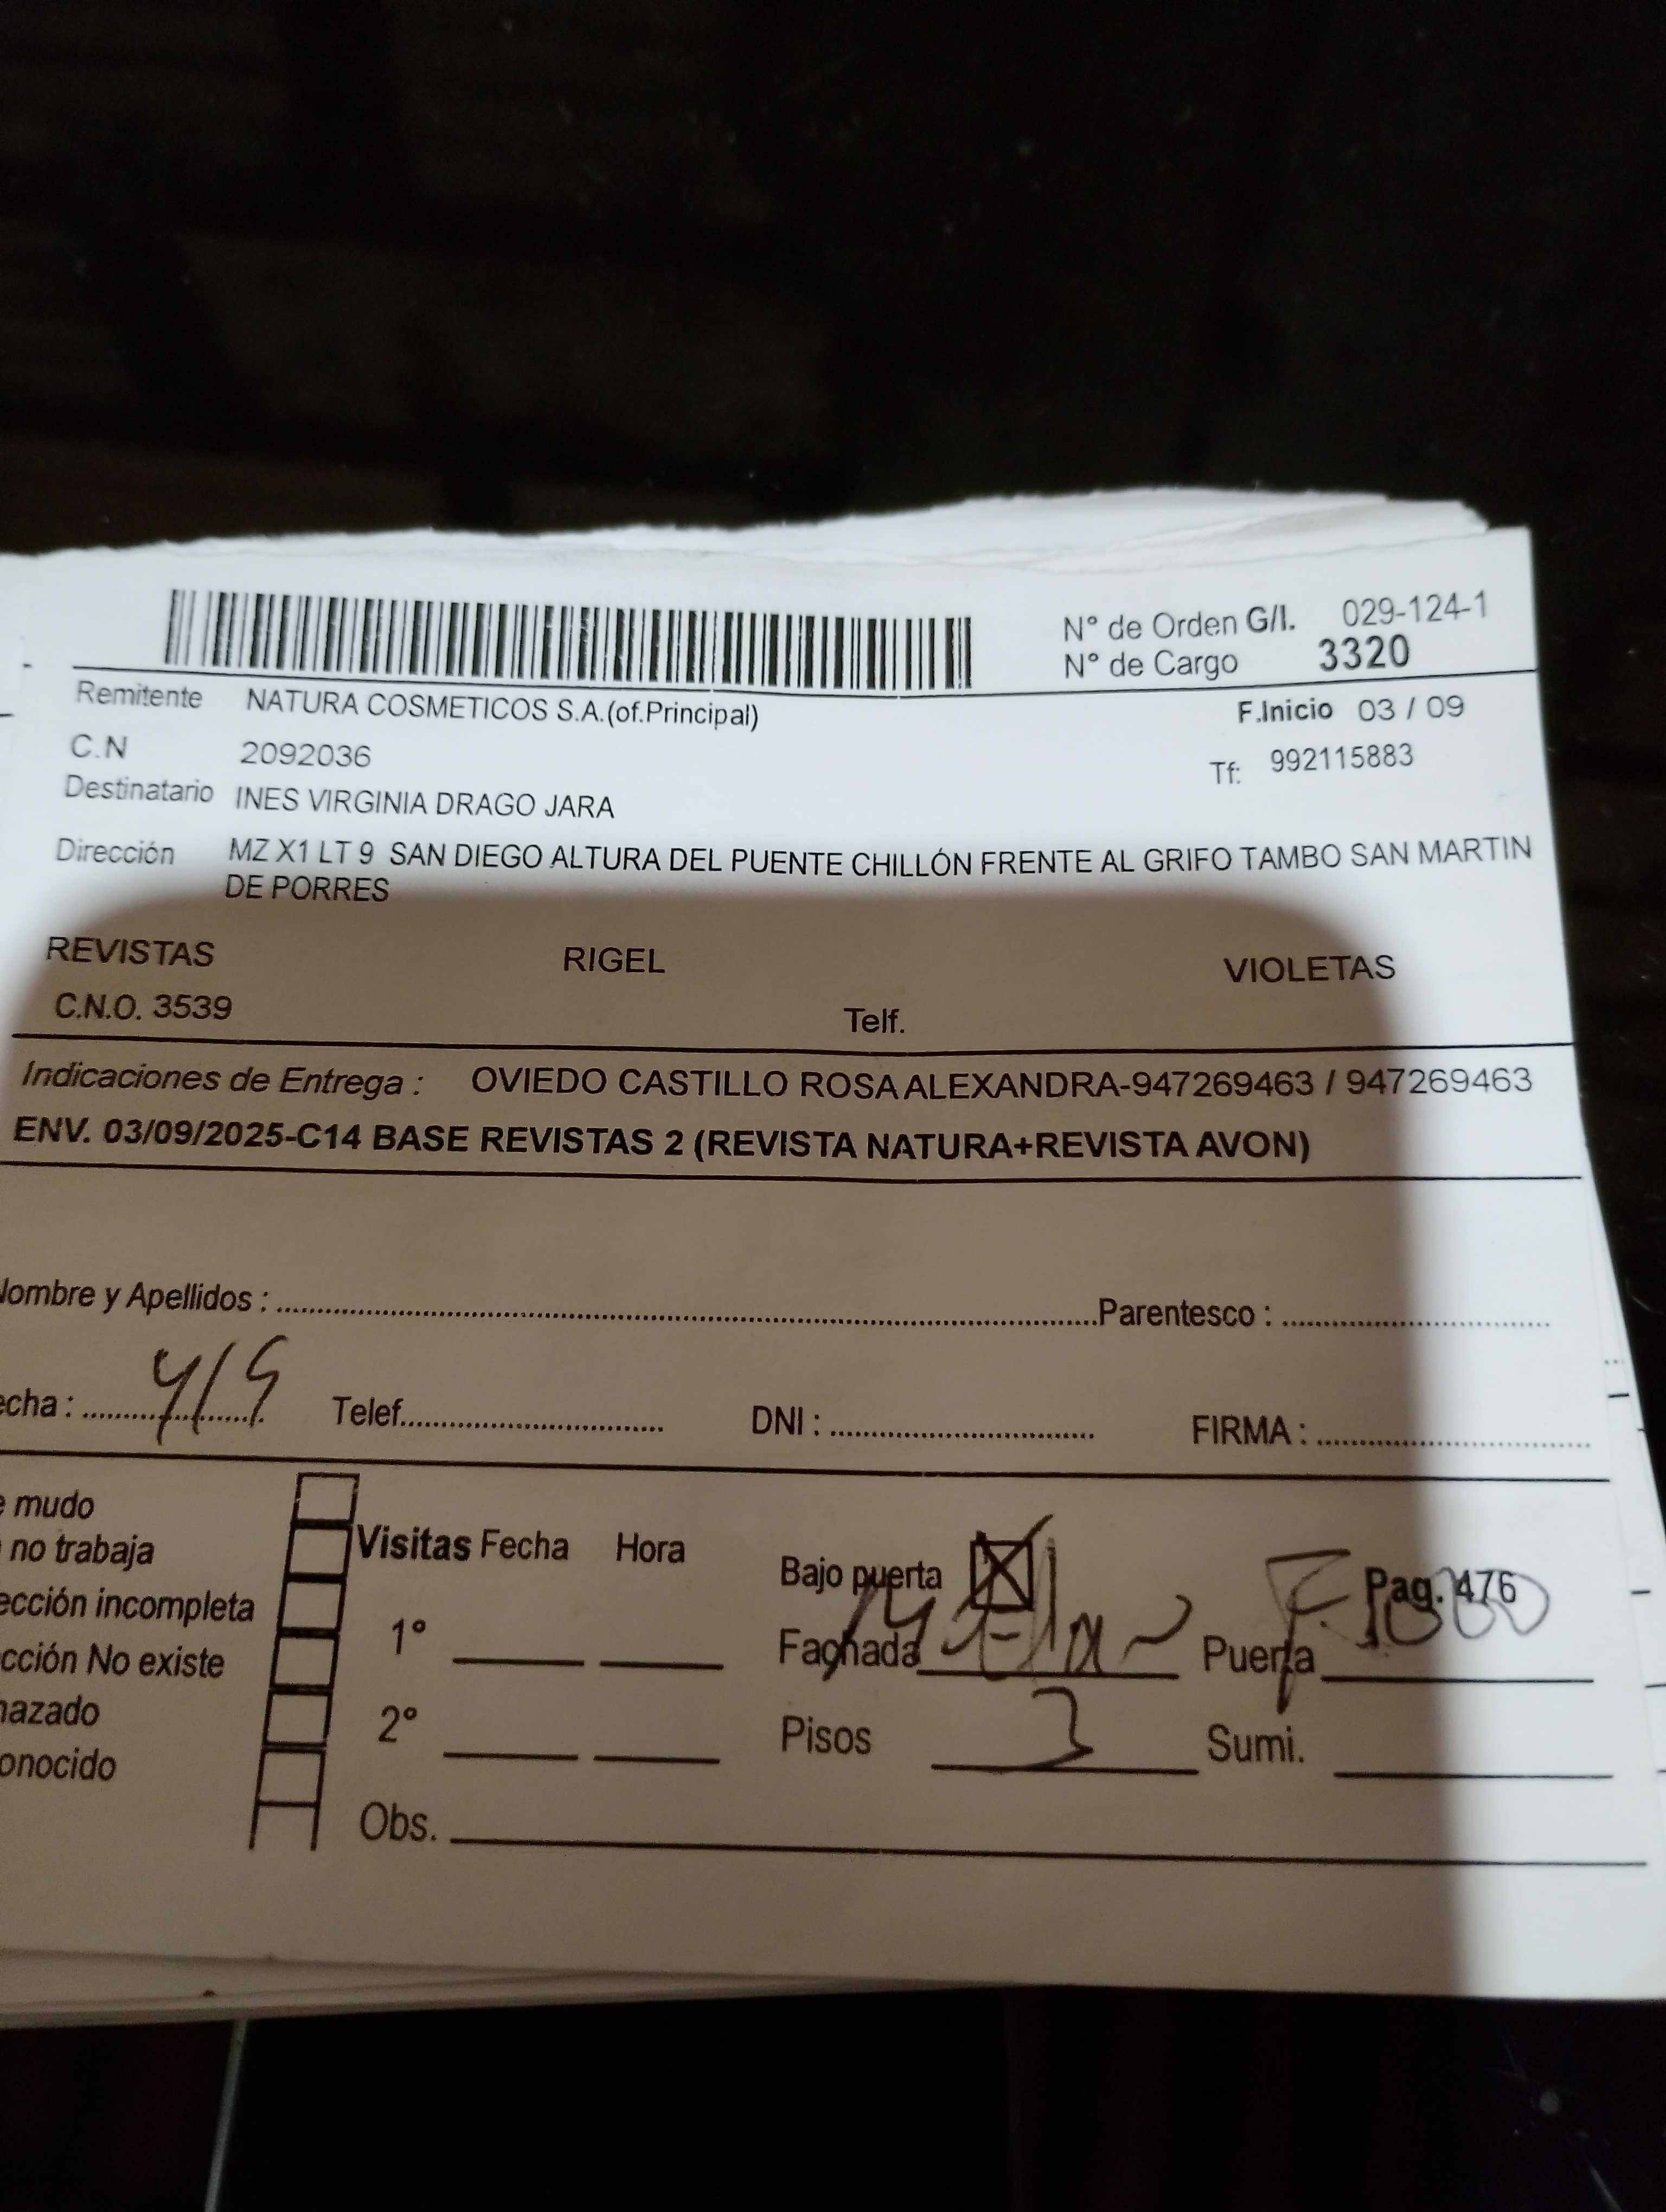 N° de Orden G/I. 029-124-1
N° de Cargo 3320
Remitente NATURA COSMETICOS S.A.(of.Principal)
F.Inicio 03 / 09
C.N 2092036
Tf: 992115883
Destinatario INES VIRGINIA DRAGO JARA
Dirección MZ X1 LT 9 SAN DIEGO ALTURA DEL PUENTE CHILLÓN FRENTE AL GRIFO TAMBO SAN MARTIN
DE PORRES
REVISTAS RIGEL VIOLETAS
C.N.O. 3539 Telf.
Indicaciones de Entrega : OVIEDO CASTILLO ROSA ALEXANDRA-947269463 / 947269463
ENV. 03/09/2025-C14 BASE REVISTAS 2 (REVISTA NATURA+REVISTA AVON)
Nombre y Apellidos : Parentesco :
echa : Telef. DNI : FIRMA :
e mudo
no trabaja
Visitas Fecha Hora
Bajo puerta
Pag. 476
ección incompleta
1°
Fachada Puerta
cción No existe
azado
2°
Pisos 3 Sumi.
onocido
Obs.